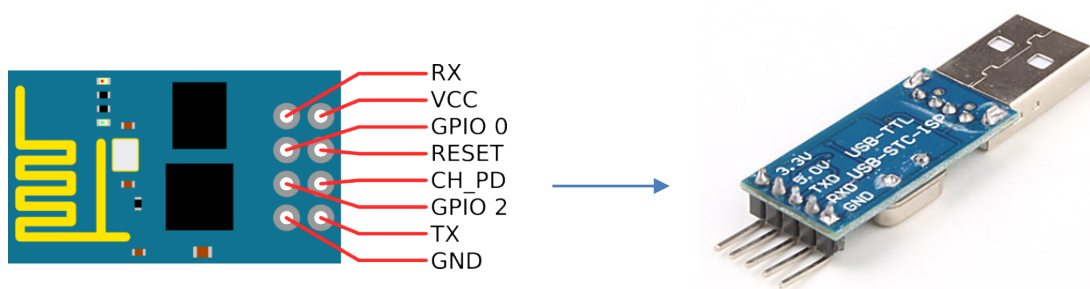 RX
VCC
GPIO 0
RESET
CH_PD
GPIO 2
TX
GND
3.3V
5.0V
TXD
RXD
GND
USB-TTL
USB-STC-ISP